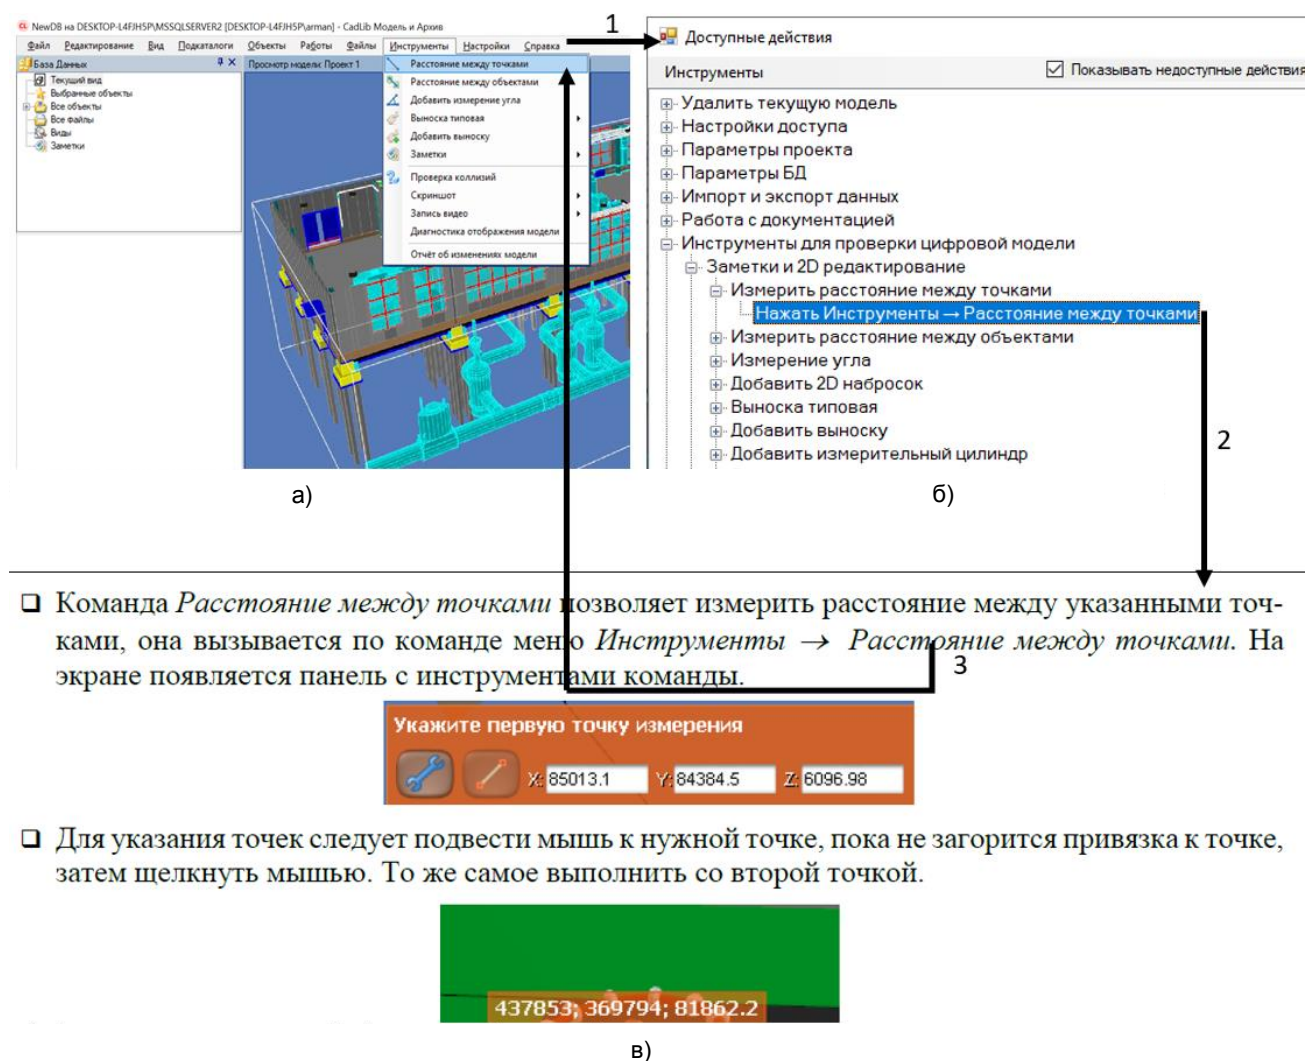 NewDB на DESKTOP-L4FJH5P\MSSQLSERVER2 [DESKTOP-L4FJH5P\arman] - CadLib Модель и Архив
Файл Редактирование Вид Подкаталоги Объекты Работы Файлы Инструменты Настройки Справка
База Данных
Текущий вид
Выбранные объекты
Все объекты
Все файлы
Виды
Заметки
Просмотр модели: Проект 1
Расстояние между точками
Расстояние между объектами
Добавить измерение угла
Выноска типовая
Добавить выноску
Заметки
Проверка коллизий
Скриншот
Запись видео
Диагностика отображения модели
Отчёт об изменениях модели
а)
1
Доступные действия
Инструменты
Показывать недоступные действия
Удалить текущую модель
Настройки доступа
Параметры проекта
Параметры БД
Импорт и экспорт данных
Работа с документацией
Инструменты для проверки цифровой модели
Заметки и 2D редактирование
Измерить расстояние между точками
Нажать Инструменты → Расстояние между точками
Измерить расстояние между объектами
Измерение угла
Добавить 2D набросок
Выноска типовая
Добавить выноску
Добавить измерительный цилиндр
б)
2
Команда Расстояние между точками позволяет измерить расстояние между указанными точ-
ками, она вызывается по команде меню Инструменты → Расстояние между точками. На
экране появляется панель с инструментами команды.
3
Укажите первую точку измерения
X: 85013.1 Y: 84384.5 Z: 6096.98
Для указания точек следует подвести мышь к нужной точке, пока не загорится привязка к точке,
затем щелкнуть мышью. То же самое выполнить со второй точкой.
437853; 369794; 81862.2
в)